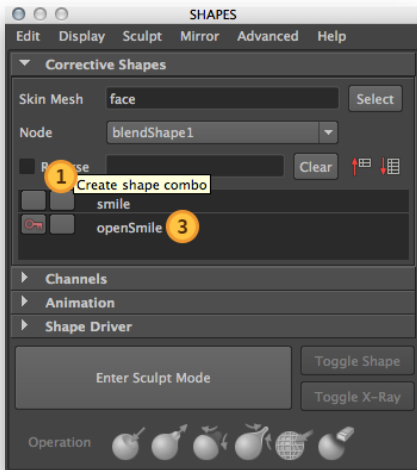 SHAPES
Edit Display Sculpt Mirror Advanced Help
Corrective Shapes
Skin Mesh face Select
Node blendShape1
Clear
1 Create shape combo
smile
openSmile 3
Channels
Animation
Shape Driver
Enter Sculpt Mode
Toggle Shape
Toggle X-Ray
Operation